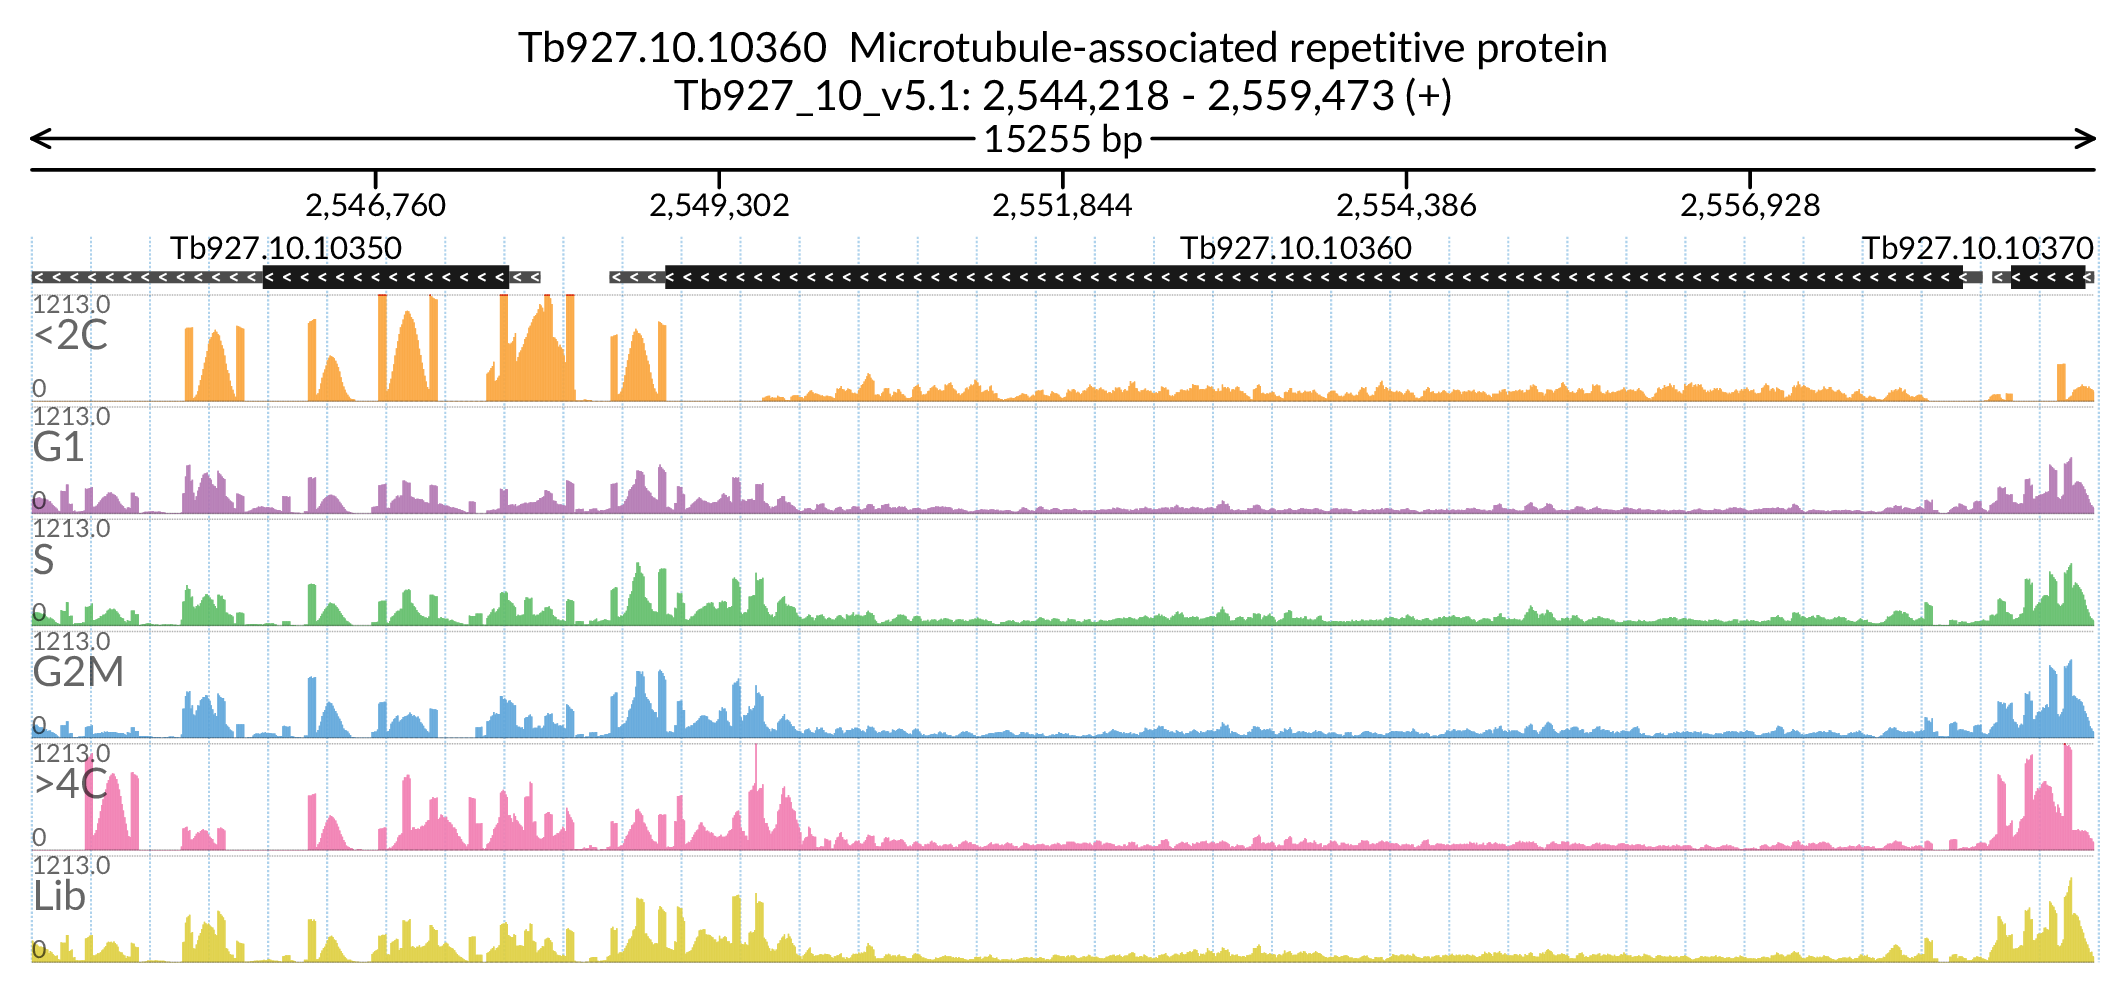 Tb927.10.10360  Microtubule-associated repetitive protein
Tb927_10_v5.1: 2,544,218 - 2,559,473 (+)
15255 bp
2,546,760 2,549,302 2,551,844 2,554,386 2,556,928
Tb927.10.10350 Tb927.10.10360 Tb927.10.10370
1213.0
<2C
0
1213.0
G1
0
1213.0
S
0
1213.0
G2M
0
1213.0
>4C
0
1213.0
Lib
0